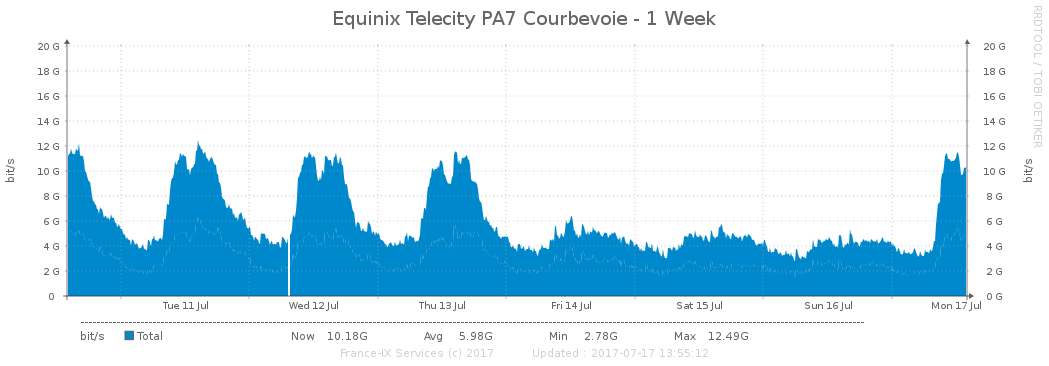 Equinix Telecity PA7 Courbevoie - 1 Week
RRDTOOL / TOBI OETIKER
bit/s
20 G 20 G
18 G 18 G
16 G 16 G
14 G 14 G
12 G 12 G
10 G 10 G
8 G 8 G
6 G 6 G
4 G 4 G
2 G 2 G
0 0 G
bit/s
Tue 11 Jul Wed 12 Jul Thu 13 Jul Fri 14 Jul Sat 15 Jul Sun 16 Jul Mon 17 Jul
bit/s Total Now 10.18G Avg 5.98G Min 2.78G Max 12.49G
France-IX Services (c) 2017 Updated : 2017-07-17 13:55:12